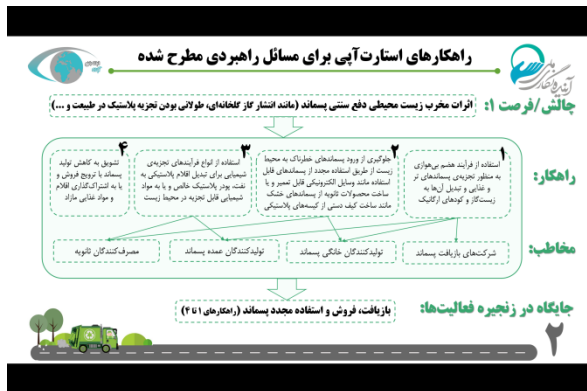 راهکارهای استارت‌آپی برای مسائل راهبردی مطرح شده
آینده‌نگاری ملی
چالش/فرصت ۱:
اثرات مخرب زیست محیطی دفع سنتی پسماند (مانند انتشار گاز گلخانه‌ای، طولانی بودن تجزیه پلاستیک در طبیعت و ...)
راهکار:
۱
استفاده از فرآیند هضم بی‌هوازی
به منظور تجزیه‌ی پسماندهای تر
و غذایی و تبدیل آن‌ها به
زیست‌گاز و کودهای ارگانیک
۲
جلوگیری از ورود پسماندهای خطرناک به محیط
زیست از طریق استفاده مجدد از پسماندهای قابل
استفاده مانند وسایل الکترونیکی قابل تعمیر و یا
ساخت محصولات ثانویه از پسماندهای خشک
مانند ساخت کیف دستی از کیسه‌های پلاستیکی
۳
استفاده از انواع فرآیندهای تجزیه‌ی
شیمیایی برای تبدیل اقلام پلاستیکی به
نفت، پودر پلاستیک خالص و یا به مواد
شیمیایی قابل تجزیه در محیط زیست
۴
تشویق به کاهش تولید
پسماند با ترویج فروش و
یا به اشتراک‌گذاری اقلام
و مواد غذایی مازاد
مخاطب:
شرکت‌های بازیافت پسماند
تولیدکنندگان خانگی پسماند
تولیدکنندگان عمده پسماند
مصرف‌کنندگان ثانویه
جایگاه در زنجیره فعالیت‌ها:
بازیافت، فروش و استفاده مجدد پسماند (راهکارهای ۱ تا ۴)
۲